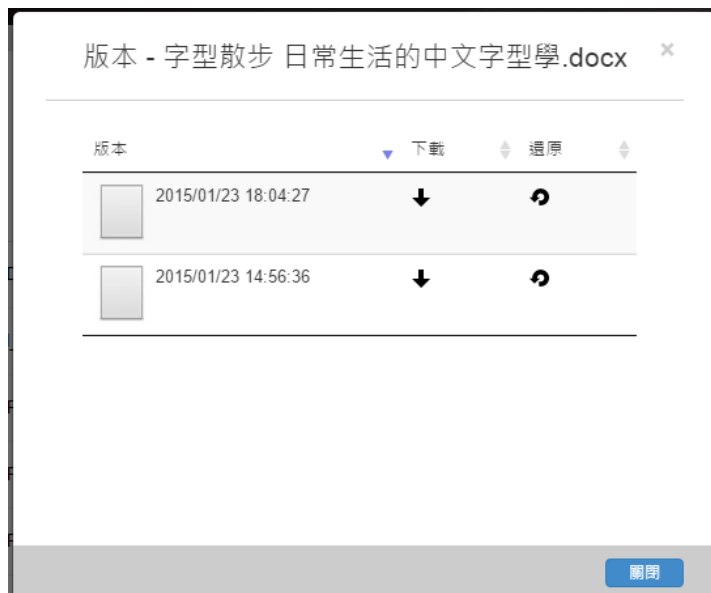 版本 - 字型散步 日常生活的中文字型學.docx ×
版本 下載 還原
2015/01/23 18:04:27
2015/01/23 14:56:36
關閉